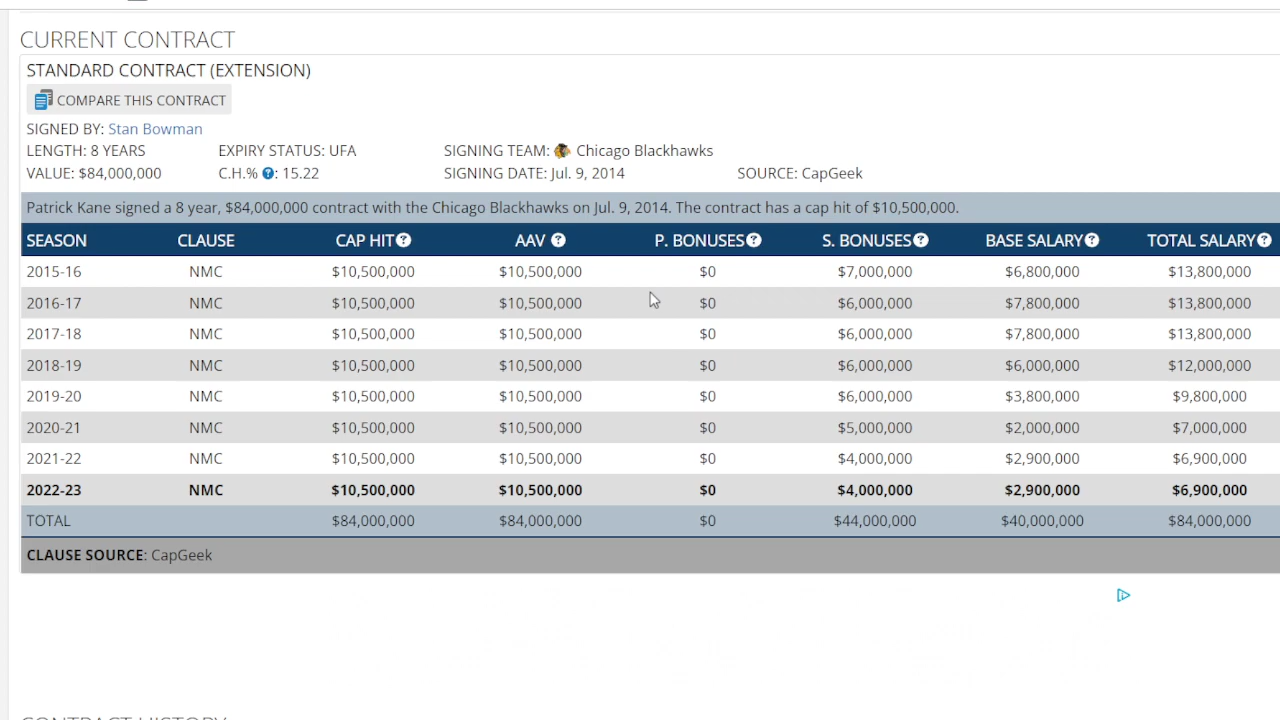 CURRENT CONTRACT
STANDARD CONTRACT (EXTENSION)
COMPARE THIS CONTRACT
SIGNED BY: Stan Bowman
LENGTH: 8 YEARS EXPIRY STATUS: UFA SIGNING TEAM: Chicago Blackhawks
VALUE: $84,000,000 C.H.% ?: 15.22 SIGNING DATE: Jul. 9, 2014 SOURCE: CapGeek
Patrick Kane signed a 8 year, $84,000,000 contract with the Chicago Blackhawks on Jul. 9, 2014. The contract has a cap hit of $10,500,000.
SEASON CLAUSE CAP HIT? AAV ? P. BONUSES? S. BONUSES? BASE SALARY? TOTAL SALARY?
2015-16 NMC $10,500,000 $10,500,000 $0 $7,000,000 $6,800,000 $13,800,000
2016-17 NMC $10,500,000 $10,500,000 $0 $6,000,000 $7,800,000 $13,800,000
2017-18 NMC $10,500,000 $10,500,000 $0 $6,000,000 $7,800,000 $13,800,000
2018-19 NMC $10,500,000 $10,500,000 $0 $6,000,000 $6,000,000 $12,000,000
2019-20 NMC $10,500,000 $10,500,000 $0 $6,000,000 $3,800,000 $9,800,000
2020-21 NMC $10,500,000 $10,500,000 $0 $5,000,000 $2,000,000 $7,000,000
2021-22 NMC $10,500,000 $10,500,000 $0 $4,000,000 $2,900,000 $6,900,000
2022-23 NMC $10,500,000 $10,500,000 $0 $4,000,000 $2,900,000 $6,900,000
TOTAL $84,000,000 $84,000,000 $0 $44,000,000 $40,000,000 $84,000,000
CLAUSE SOURCE: CapGeek
CONTRACT HISTORY